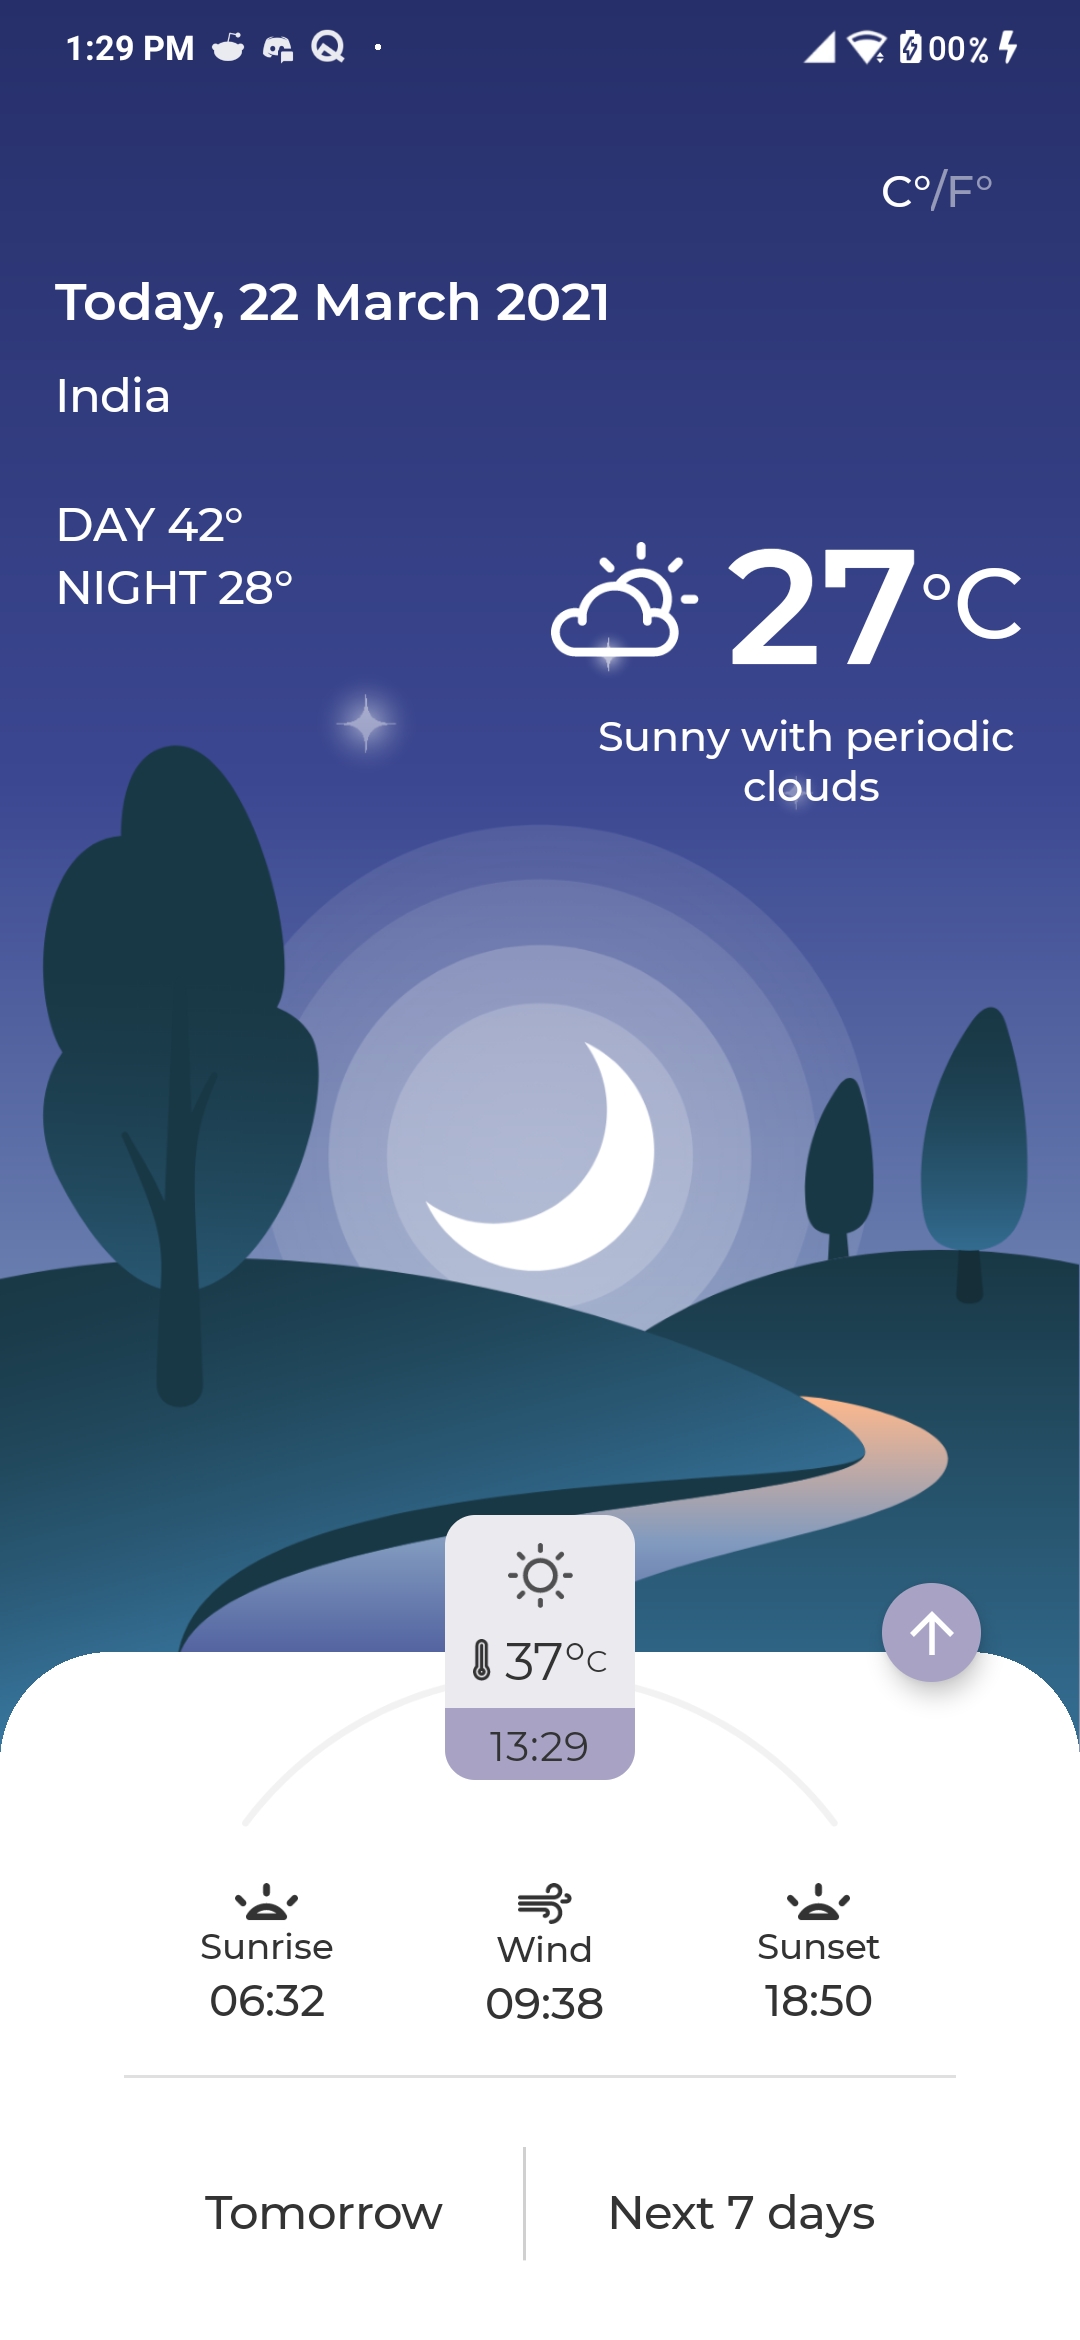 1:29 PM
00%
C°/F°
Today, 22 March 2021
India
DAY 42°
NIGHT 28°
27°C
Sunny with periodic
clouds
37°C
13:29
Sunrise
06:32
Wind
09:38
Sunset
18:50
Tomorrow
Next 7 days